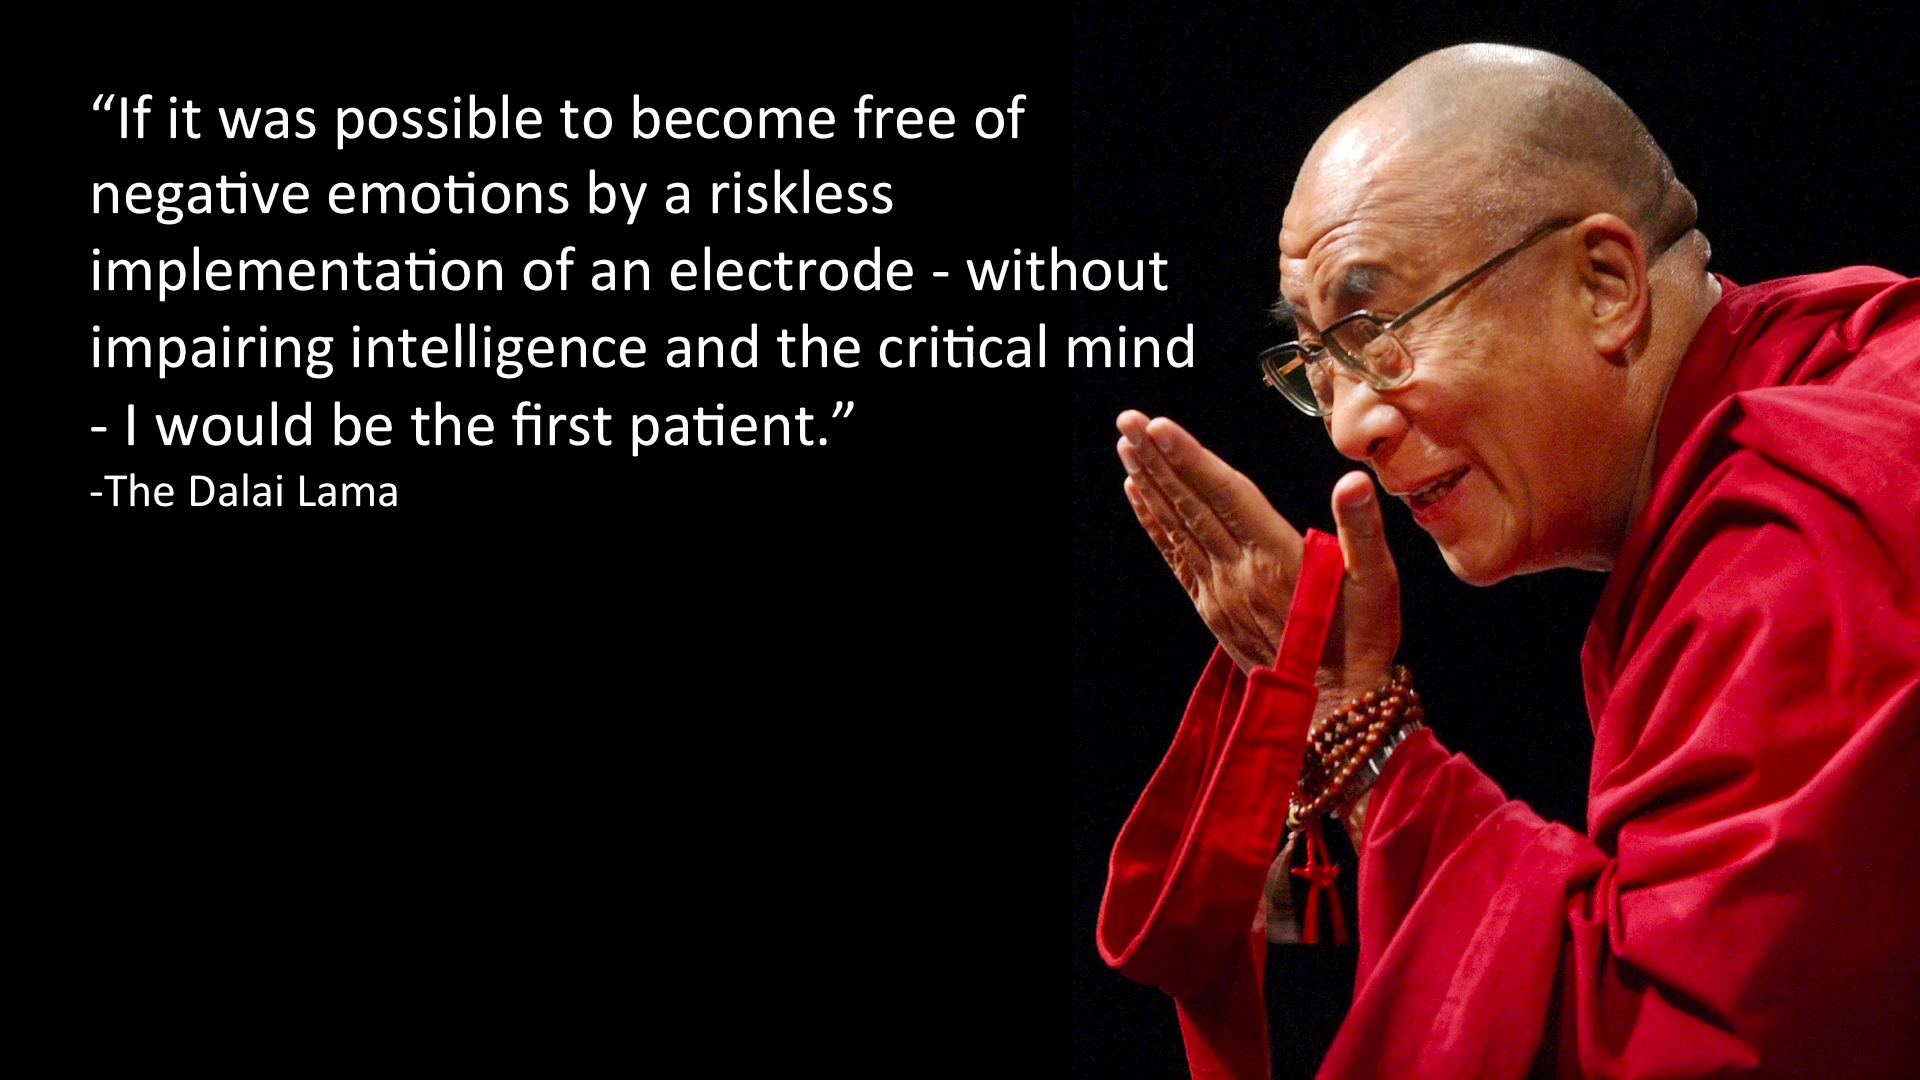 “If it was possible to become free of
negative emotions by a riskless
implementation of an electrode - without
impairing intelligence and the critical mind
- I would be the first patient.”
-The Dalai Lama